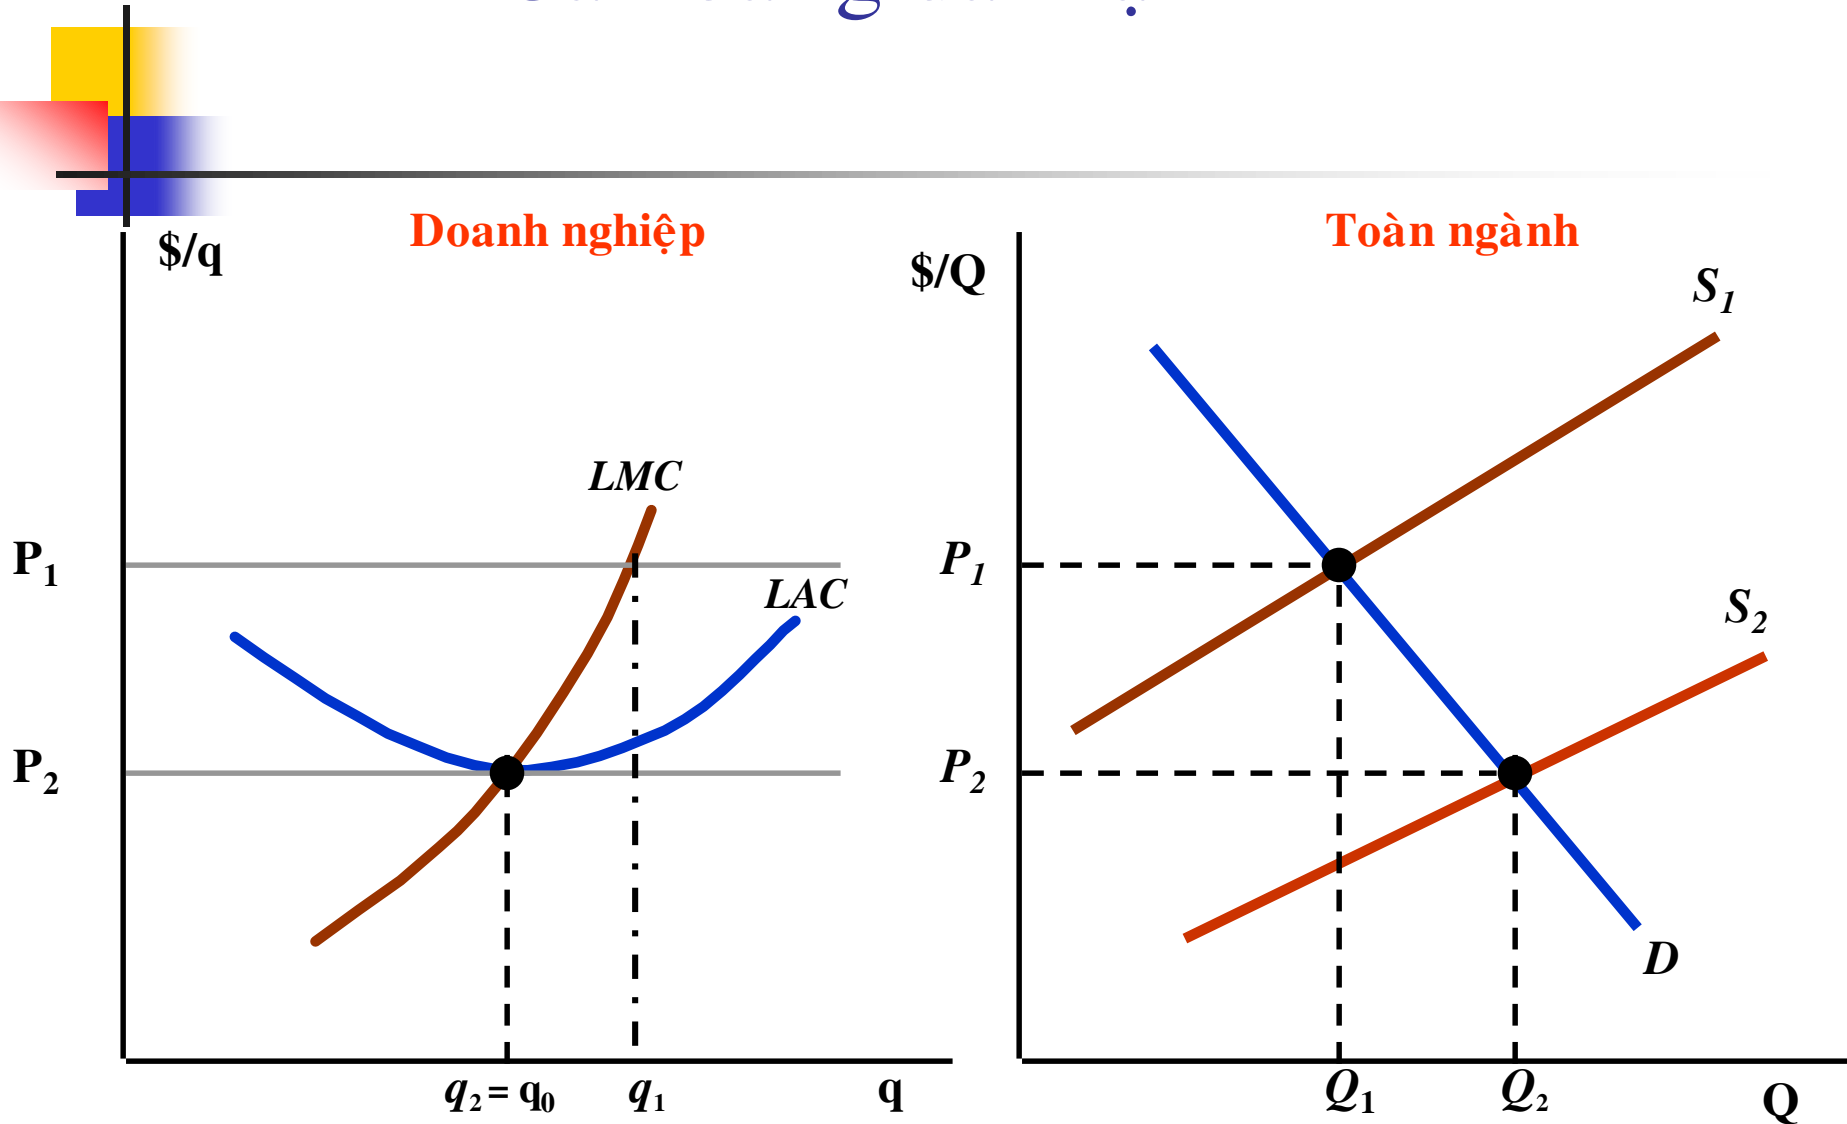 Doanh nghiệp
Toàn ngành
$/q
$/Q
S1
LMC
P1
P1
LAC
S2
P2
P2
D
q2 = q0
q1
q
Q1
Q2
Q